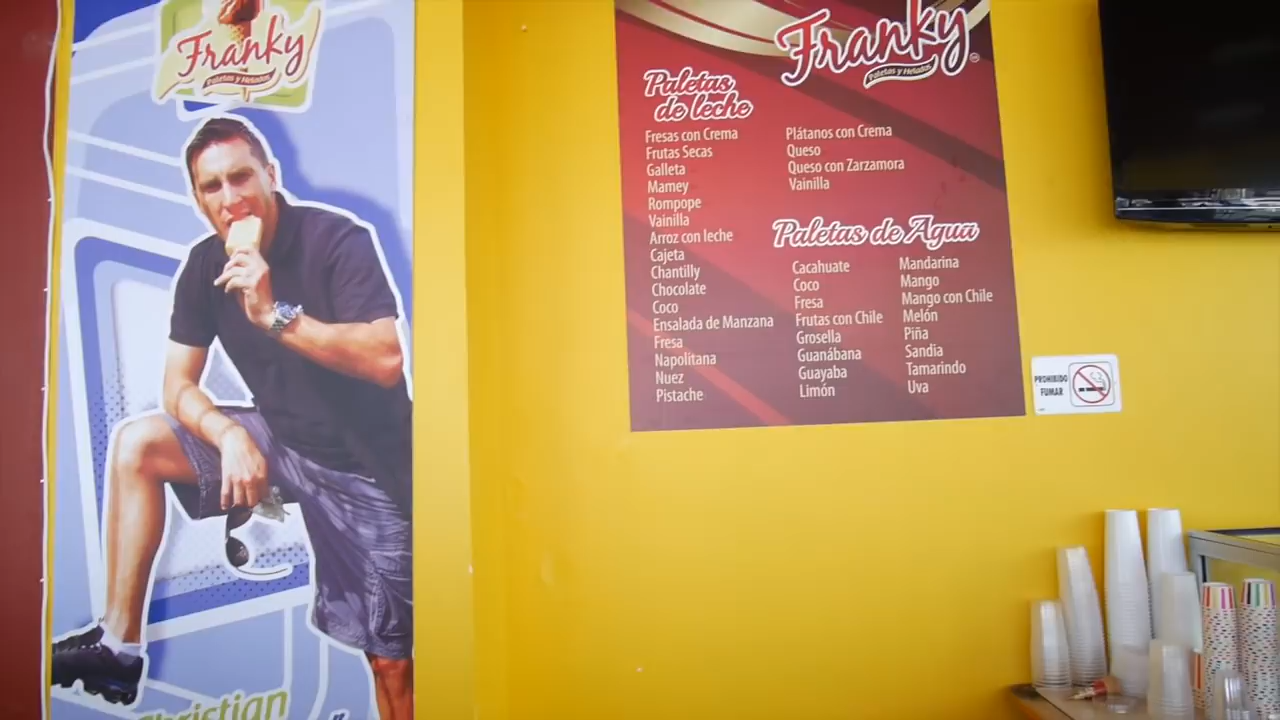 Franky
Paletas y Helados
Christian
Franky
Paletas y Helados
Paletas
de leche
Fresas con Crema
Frutas Secas
Galleta
Mamey
Rompope
Vainilla
Arroz con leche
Cajeta
Chantilly
Chocolate
Coco
Ensalada de Manzana
Fresa
Napolitana
Nuez
Pistache
Plátanos con Crema
Queso
Queso con Zarzamora
Vainilla
Paletas de Agua
Cacahuate
Coco
Fresa
Frutas con Chile
Grosella
Guanábana
Guayaba
Limón
Mandarina
Mango
Mango con Chile
Melón
Piña
Sandía
Tamarindo
Uva
PROHIBIDO
FUMAR